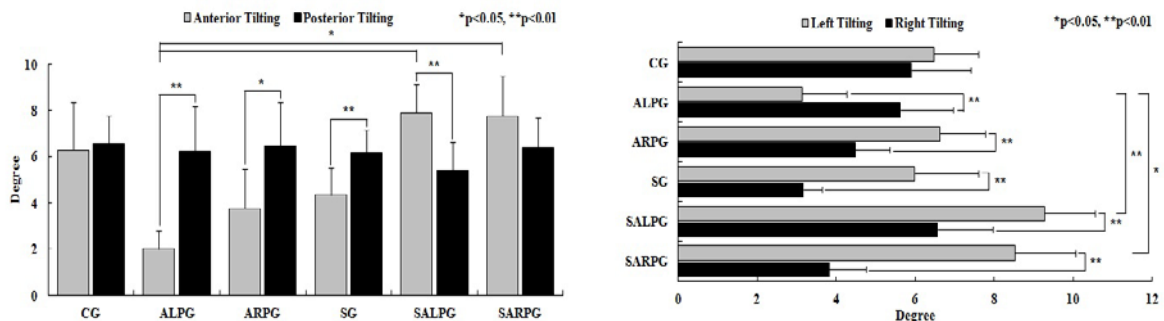 Anterior Tilting Posterior Tilting *p<0.05, **p<0.01
*
**
**
*
**
10
8
6
4
2
0
Degree
CG ALPG ARPG SG SALPG SARPG
Left Tilting Right Tilting *p<0.05, **p<0.01
CG
ALPG
**
ARPG
**
SG
**
**
*
SALPG
**
SARPG
**
0 2 4 6 8 10 12
Degree